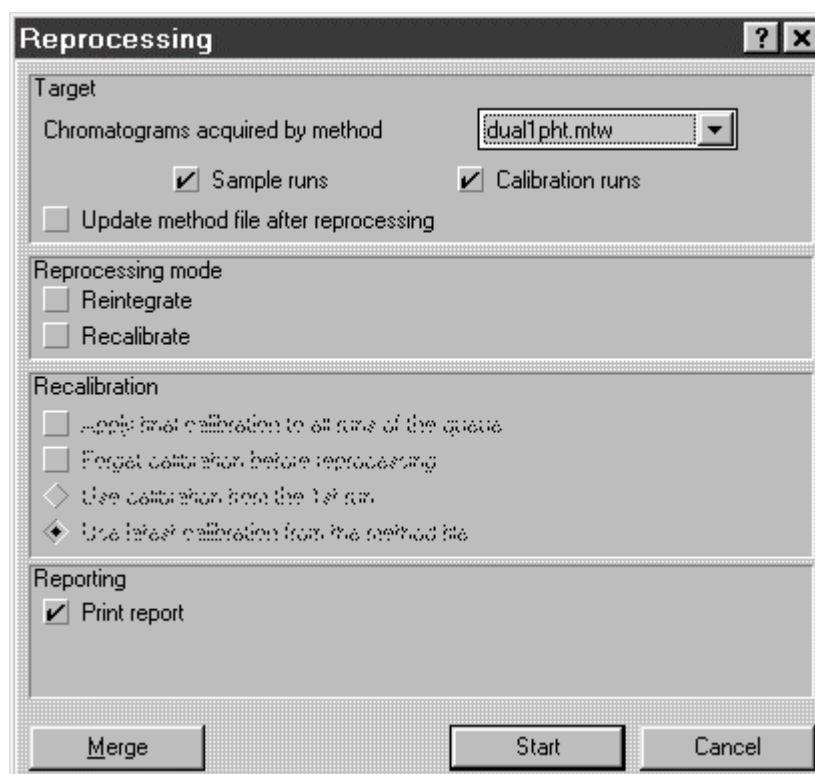 Reprocessing
Target
Chromatograms acquired by method dual1pht.mtw
Sample runs Calibration runs
Update method file after reprocessing
Reprocessing mode
Reintegrate
Recalibrate
Recalibration
Apply final calibration to all runs of the queue
Forget calibration before reprocessing
Use calibration from the 1st run
Use latest calibration from the method file
Reporting
Print report
Merge Start Cancel